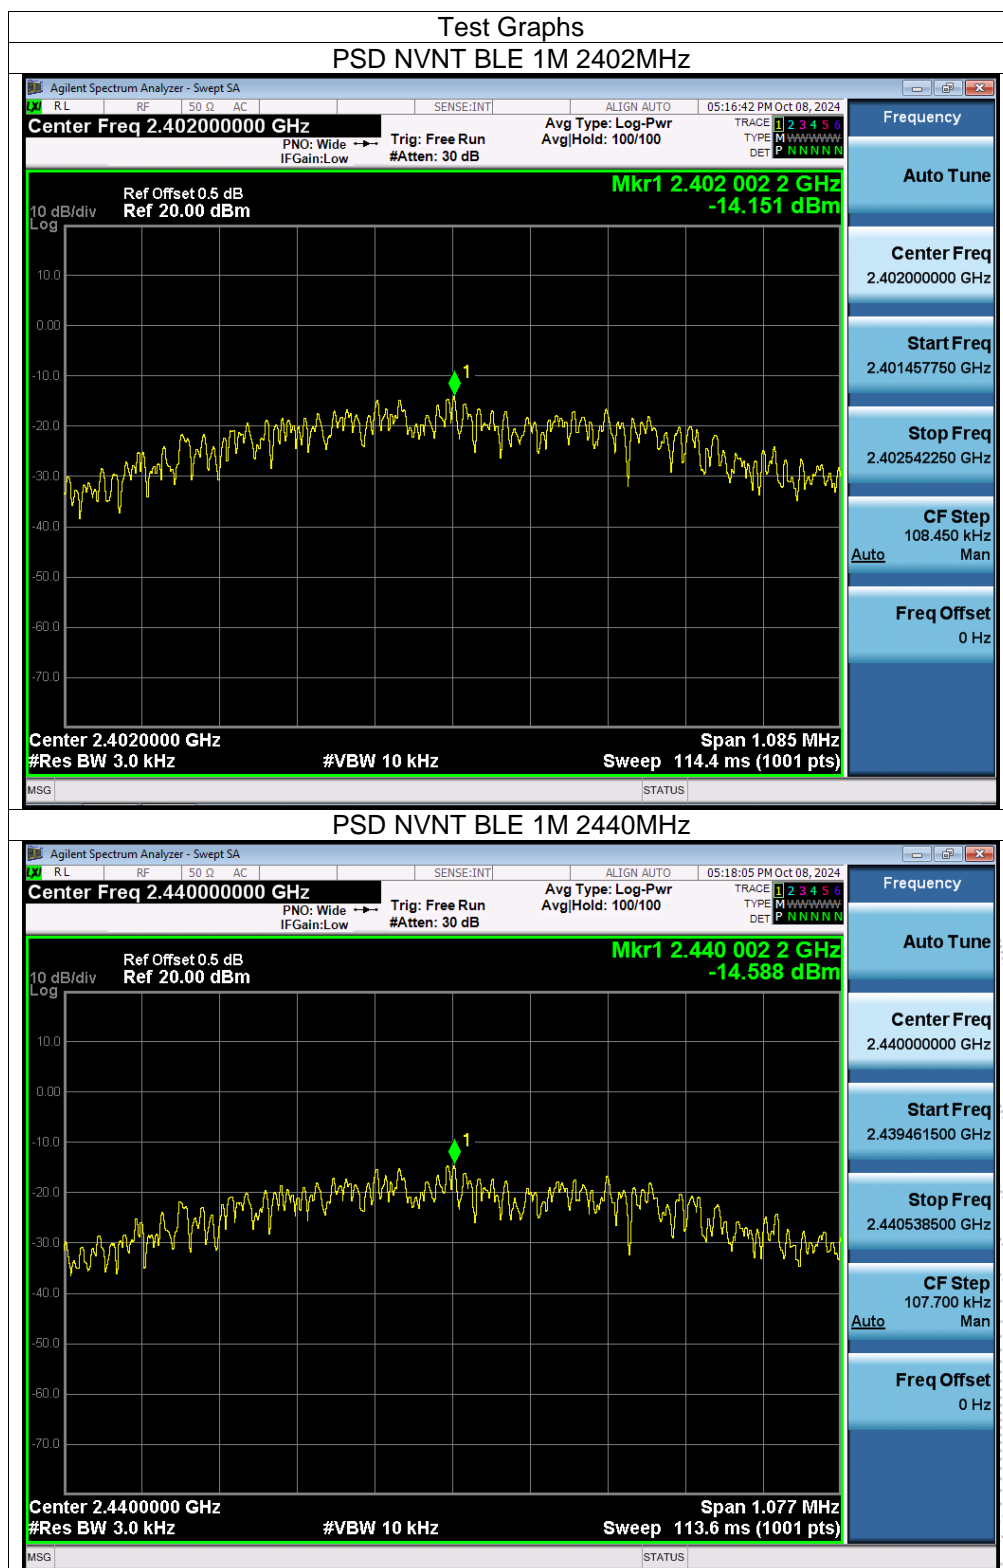 Test Graphs
PSD NVNT BLE 1M 2402MHz
Agilent Spectrum Analyzer - Swept SA
LXI RL RF 50 Ω AC SENSE:INT ALIGN AUTO 05:16:42 PM Oct 08, 2024
Center Freq 2.402000000 GHz
PNO: Wide
IFGain:Low
Trig: Free Run
#Atten: 30 dB
Avg Type: Log-Pwr
Avg|Hold: 100/100
TRACE 1 2 3 4 5 6
TYPE M WWWWW
DET P N N N N N
Frequency
Auto Tune
Center Freq
2.402000000 GHz
Start Freq
2.401457750 GHz
Stop Freq
2.402542250 GHz
CF Step
108.450 kHz
Auto Man
Freq Offset
0 Hz
Mkr1 2.402 002 2 GHz
-14.151 dBm
Ref Offset 0.5 dB
10 dB/div Ref 20.00 dBm
Log
10.0
0.00
-10.0
-20.0
-30.0
-40.0
-50.0
-60.0
-70.0
1
Center 2.4020000 GHz Span 1.085 MHz
#Res BW 3.0 kHz #VBW 10 kHz Sweep 114.4 ms (1001 pts)
MSG STATUS
PSD NVNT BLE 1M 2440MHz
Agilent Spectrum Analyzer - Swept SA
LXI RL RF 50 Ω AC SENSE:INT ALIGN AUTO 05:18:05 PM Oct 08, 2024
Center Freq 2.440000000 GHz
PNO: Wide
IFGain:Low
Trig: Free Run
#Atten: 30 dB
Avg Type: Log-Pwr
Avg|Hold: 100/100
TRACE 1 2 3 4 5 6
TYPE M WWWWW
DET P N N N N N
Frequency
Auto Tune
Center Freq
2.440000000 GHz
Start Freq
2.439461500 GHz
Stop Freq
2.440538500 GHz
CF Step
107.700 kHz
Auto Man
Freq Offset
0 Hz
Mkr1 2.440 002 2 GHz
-14.588 dBm
Ref Offset 0.5 dB
10 dB/div Ref 20.00 dBm
Log
10.0
0.00
-10.0
-20.0
-30.0
-40.0
-50.0
-60.0
-70.0
1
Center 2.4400000 GHz Span 1.077 MHz
#Res BW 3.0 kHz #VBW 10 kHz Sweep 113.6 ms (1001 pts)
MSG STATUS